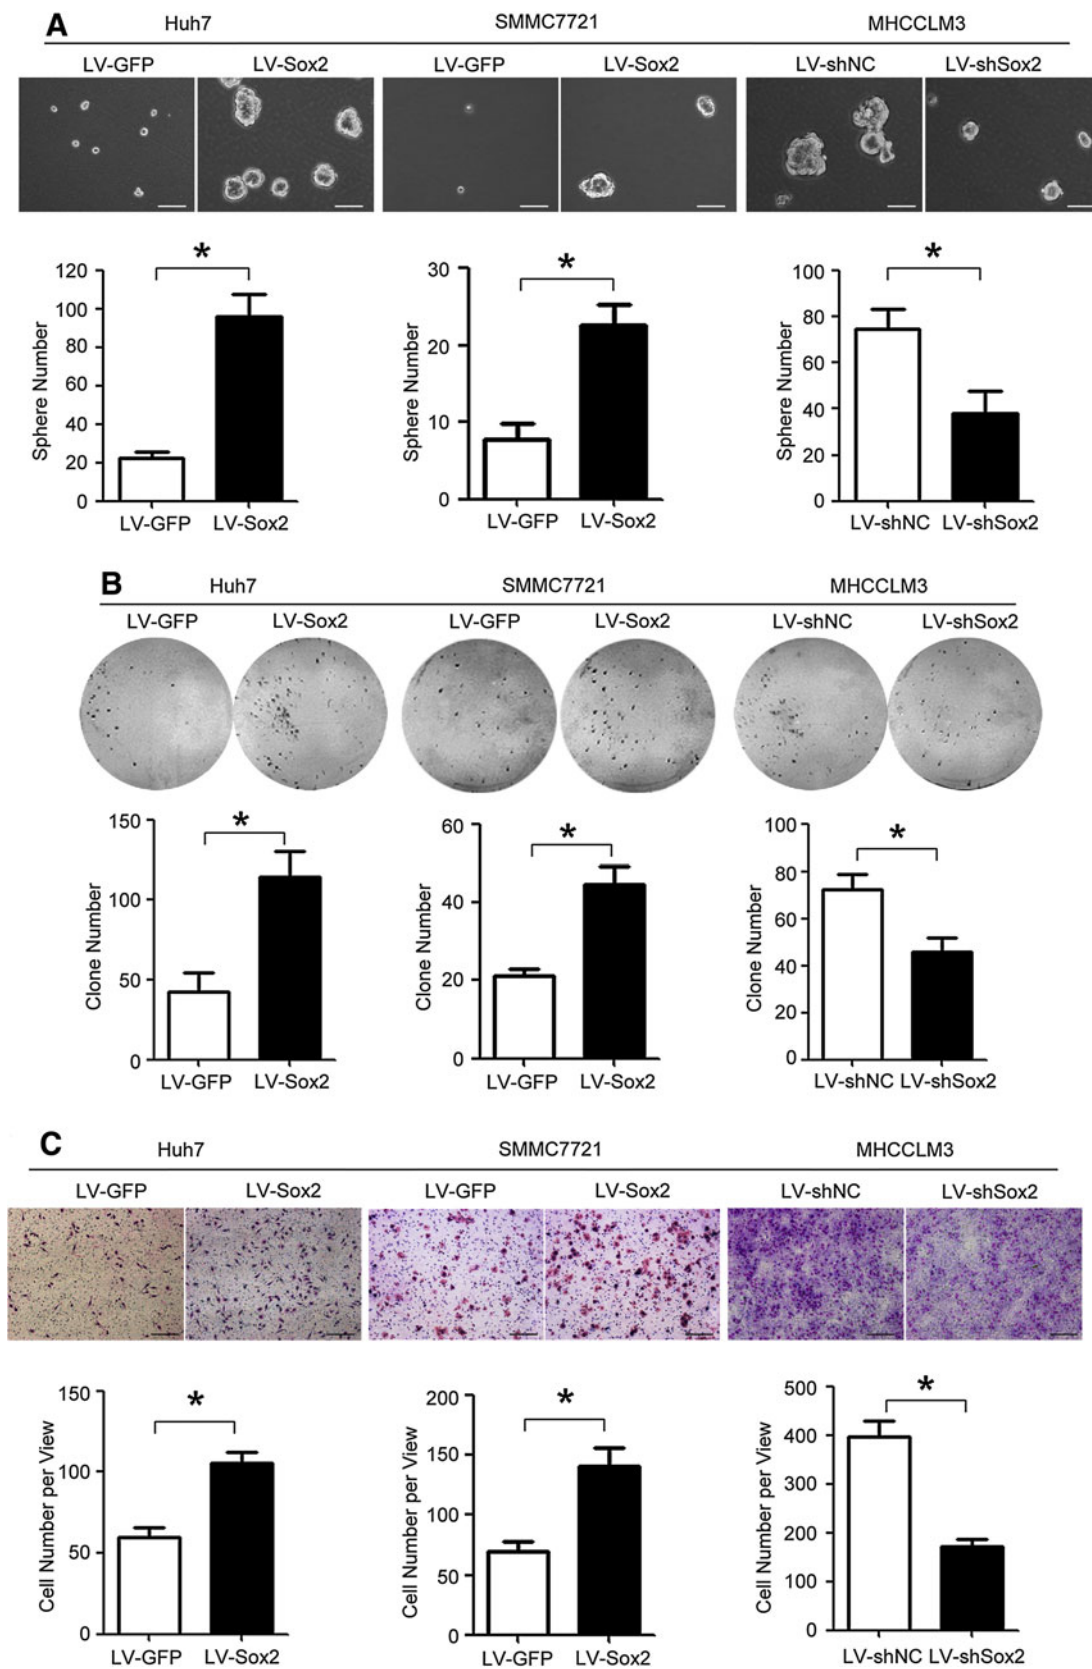 A
Huh7 SMMC7721 MHCCLM3
LV-GFP LV-Sox2 LV-GFP LV-Sox2 LV-shNC LV-shSox2
* * *
Sphere Number
120
100
80
60
40
20
0
LV-GFP LV-Sox2
Sphere Number
30
20
10
0
LV-GFP LV-Sox2
Sphere Number
100
80
60
40
20
0
LV-shNC LV-shSox2
B
Huh7 SMMC7721 MHCCLM3
LV-GFP LV-Sox2 LV-GFP LV-Sox2 LV-shNC LV-shSox2
* * *
Clone Number
150
100
50
0
LV-GFP LV-Sox2
Clone Number
60
40
20
0
LV-GFP LV-Sox2
Clone Number
100
80
60
40
20
0
LV-shNC LV-shSox2
C
Huh7 SMMC7721 MHCCLM3
LV-GFP LV-Sox2 LV-GFP LV-Sox2 LV-shNC LV-shSox2
* * *
Cell Number per View
150
100
50
0
LV-GFP LV-Sox2
Cell Number per View
200
150
100
50
0
LV-GFP LV-Sox2
Cell Number per View
500
400
300
200
100
0
LV-shNC LV-shSox2